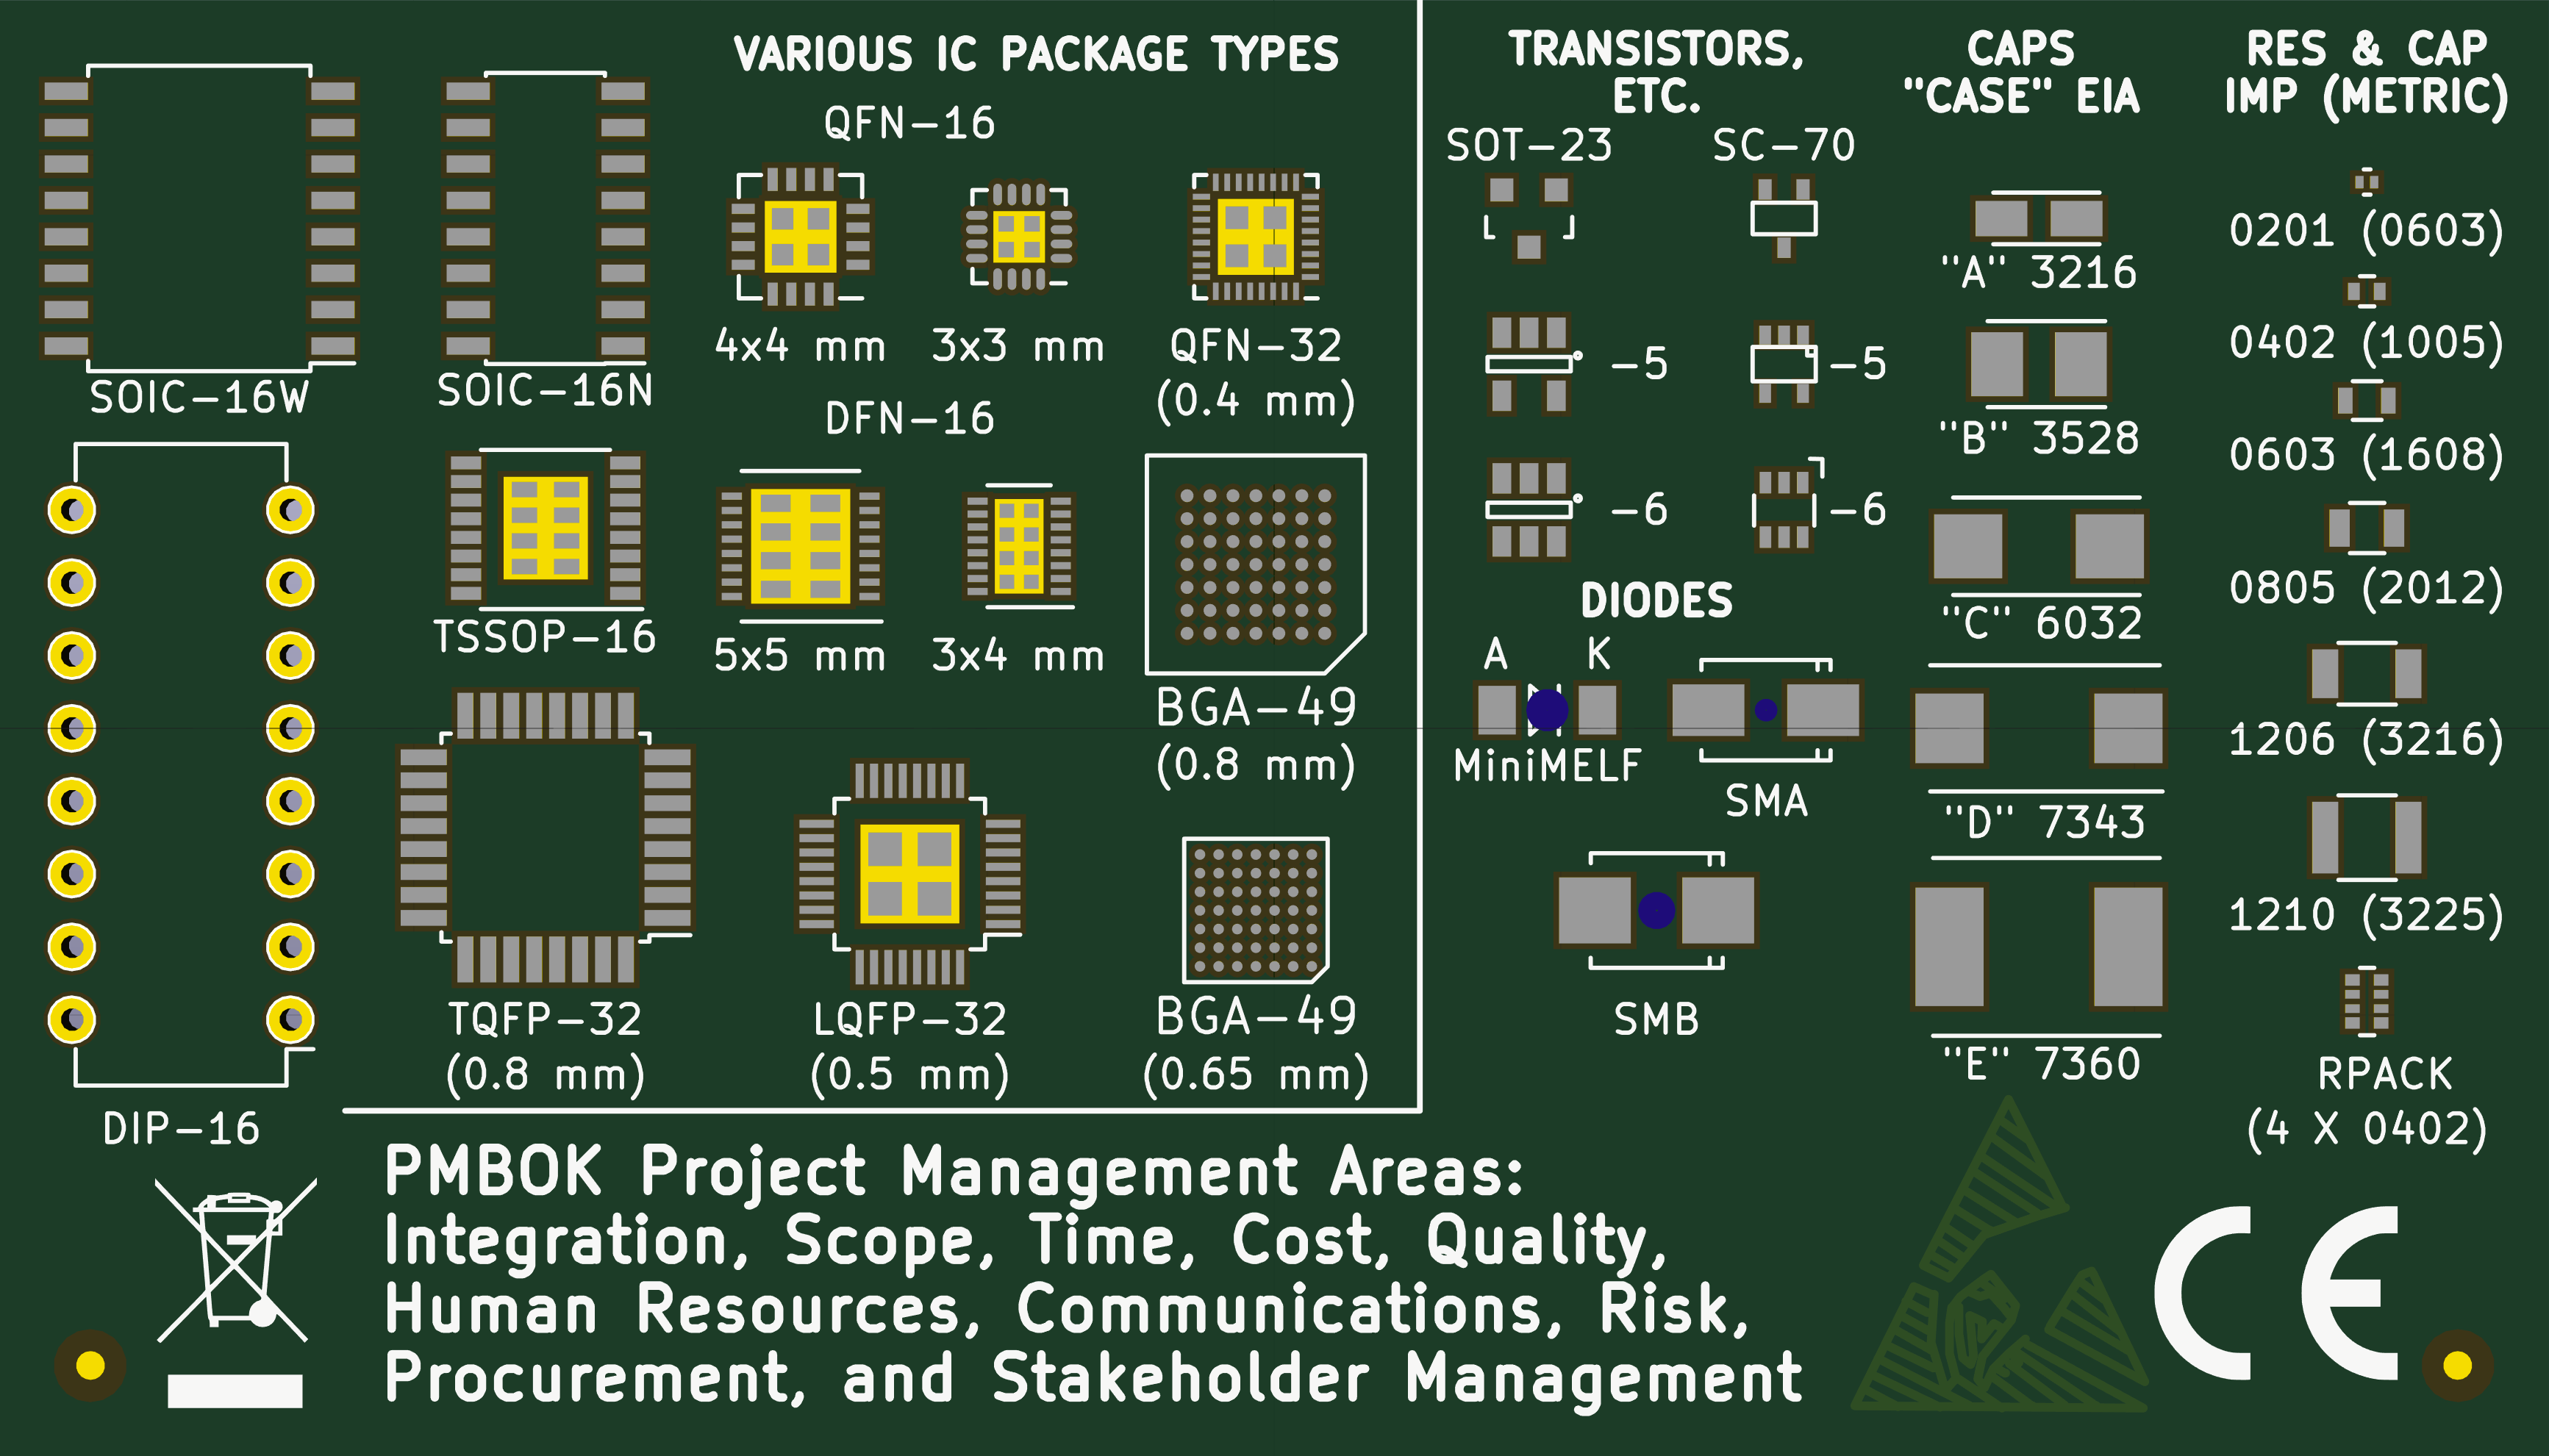 VARIOUS IC PACKAGE TYPES
QFN-16
4x4 mm
3x3 mm
QFN-32
(0.4 mm)
SOIC-16W
SOIC-16N
DFN-16
TSSOP-16
5x5 mm
3x4 mm
BGA-49
(0.8 mm)
TQFP-32
(0.8 mm)
LQFP-32
(0.5 mm)
BGA-49
(0.65 mm)
DIP-16
TRANSISTORS,
ETC.
SOT-23
SC-70
-5
-5
-6
-6
DIODES
A
K
MiniMELF
SMA
SMB
CAPS
"CASE" EIA
"A" 3216
"B" 3528
"C" 6032
"D" 7343
"E" 7360
RES & CAP
IMP (METRIC)
0201 (0603)
0402 (1005)
0603 (1608)
0805 (2012)
1206 (3216)
1210 (3225)
RPACK
(4 X 0402)
PMBOK Project Management Areas:
Integration, Scope, Time, Cost, Quality,
Human Resources, Communications, Risk,
Procurement, and Stakeholder Management
CE